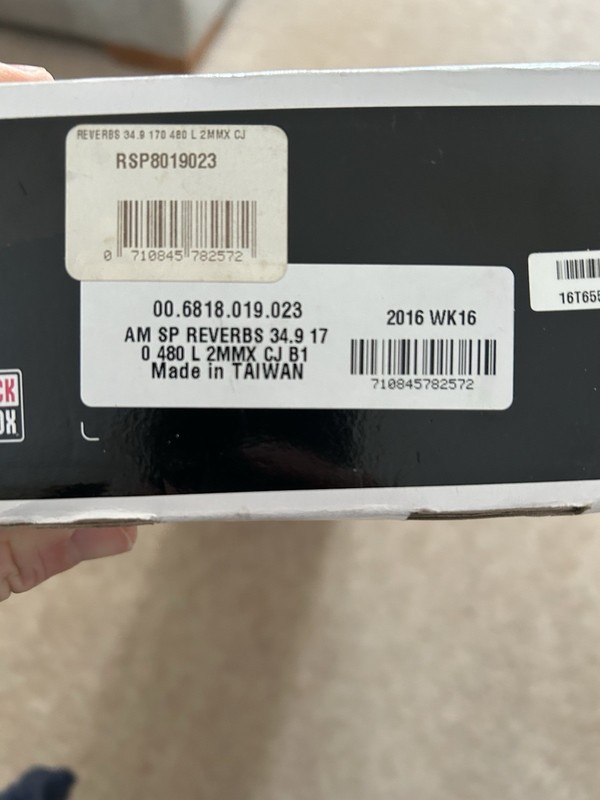 REVERBS 34.9 170 480 L 2MMX CJ
RSP8019023
0 710845 782572
00.6818.019.023
AM SP REVERBS 34.9 17
0 480 L 2MMX CJ B1
Made in TAIWAN
2016 WK16
710845782572